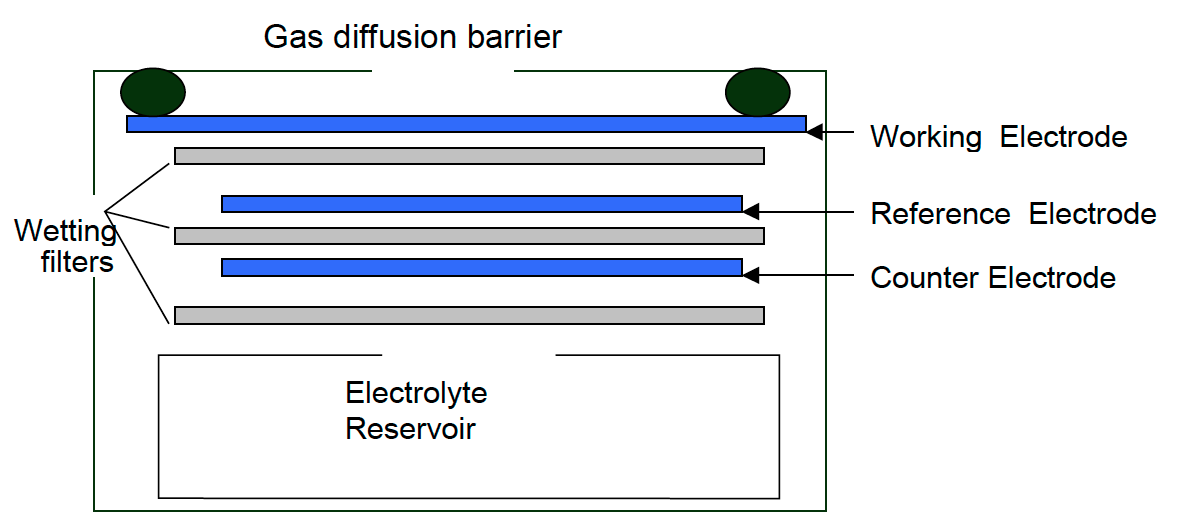 Gas diffusion barrier
Working Electrode
Reference Electrode
Wetting
filters
Counter Electrode
Electrolyte
Reservoir